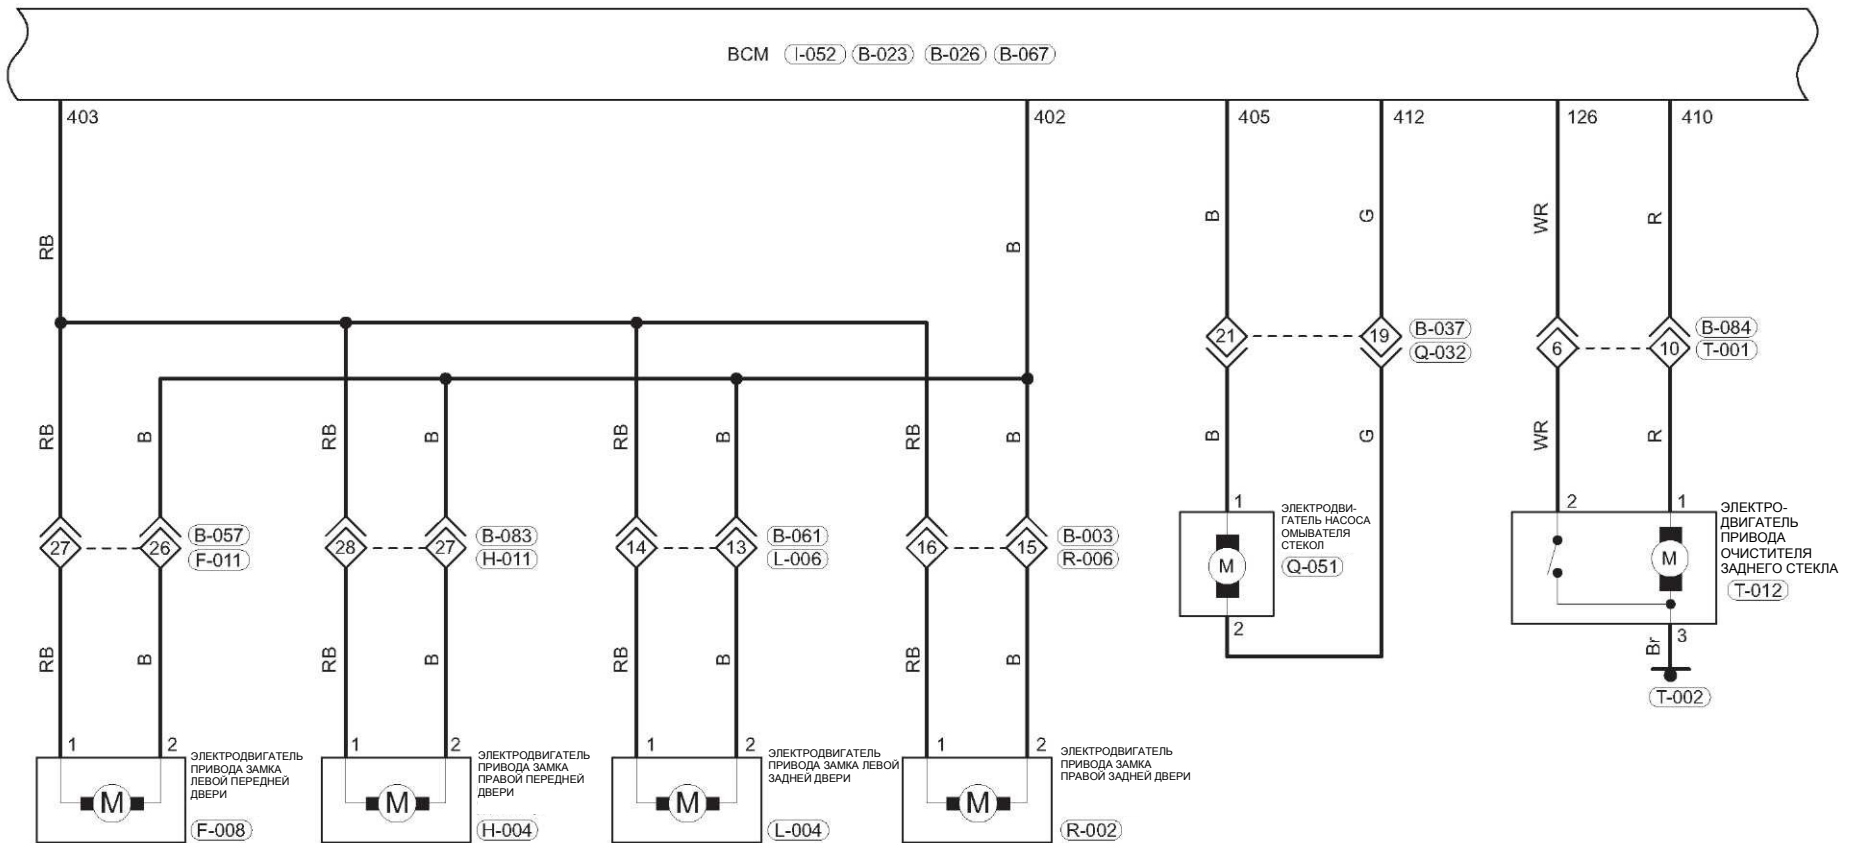 BCM I-052 B-023 B-026 B-067
403
402
405
412
126
410
RB
B
B
G
WR
R
21
19
B-037
Q-032
6
10
B-084
T-001
RB
B
RB
B
RB
B
RB
B
B
G
WR
R
27
26
B-057
F-011
28
27
B-083
H-011
14
13
B-061
L-006
16
15
B-003
R-006
1
M
2
ЭЛЕКТРОДВИ-
ГАТЕЛЬ НАСОСА
ОМЫВАТЕЛЯ
СТЕКОЛ
Q-051
2
1
M
3
ЭЛЕКТРО-
ДВИГАТЕЛЬ
ПРИВОДА
ОЧИСТИТЕЛЯ
ЗАДНЕГО СТЕКЛА
T-012
Br
T-002
RB
B
RB
B
RB
B
RB
B
1
2
M
ЭЛЕКТРОДВИГАТЕЛЬ
ПРИВОДА ЗАМКА
ЛЕВОЙ ПЕРЕДНЕЙ
ДВЕРИ
F-008
1
2
M
ЭЛЕКТРОДВИГАТЕЛЬ
ПРИВОДА ЗАМКА
ПРАВОЙ ПЕРЕДНЕЙ
ДВЕРИ
H-004
1
2
M
ЭЛЕКТРОДВИГАТЕЛЬ
ПРИВОДА ЗАМКА ЛЕВОЙ
ЗАДНЕЙ ДВЕРИ
L-004
1
2
M
ЭЛЕКТРОДВИГАТЕЛЬ
ПРИВОДА ЗАМКА
ПРАВОЙ ЗАДНЕЙ ДВЕРИ
R-002